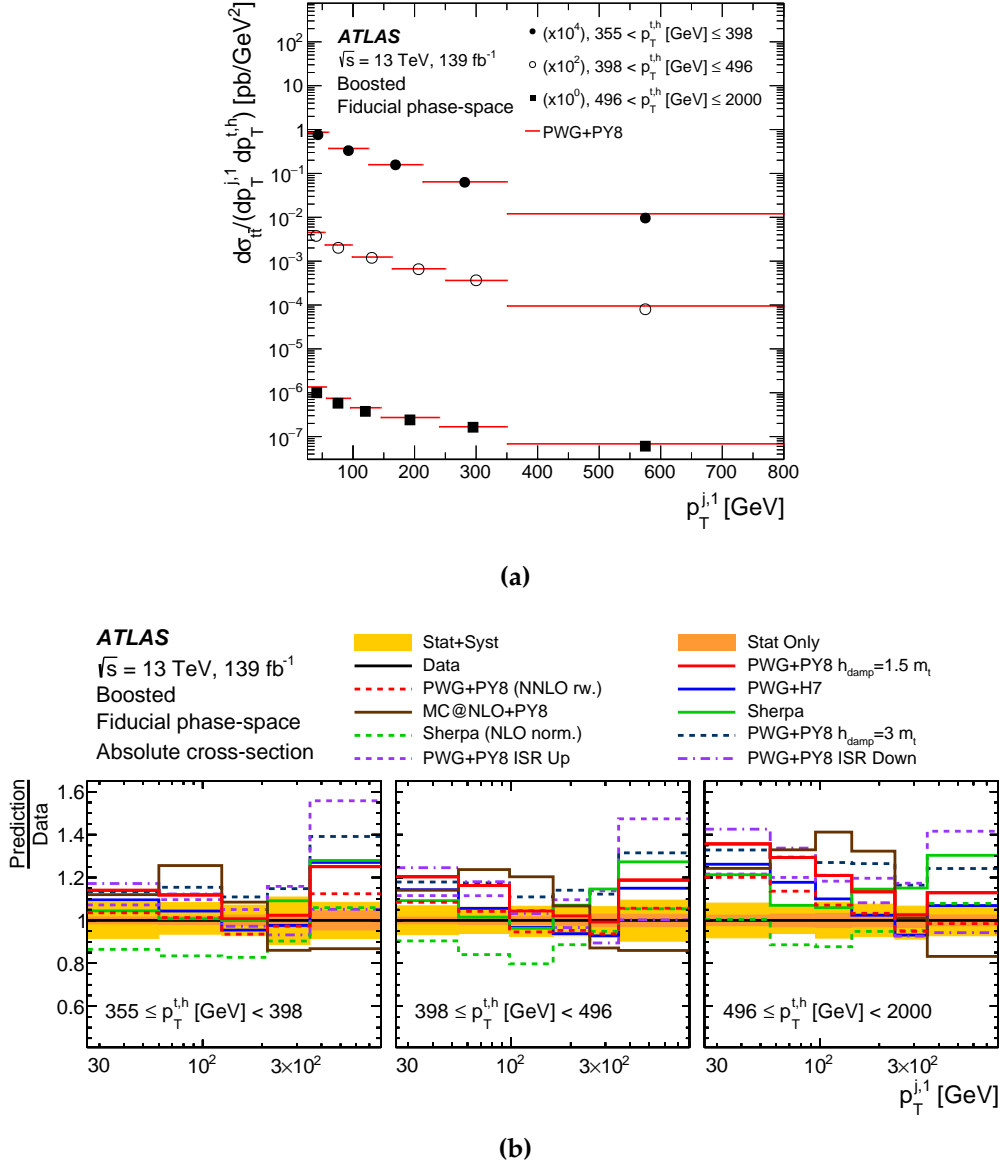 ATLAS
√s = 13 TeV, 139 fb⁻¹
Boosted
Fiducial phase-space
(x10⁴), 355 < p_T^{t,h} [GeV] ≤ 398
(x10²), 398 < p_T^{t,h} [GeV] ≤ 496
(x10⁰), 496 < p_T^{t,h} [GeV] ≤ 2000
PWG+PY8
dσ_{tt̄}/(dp_T^{j,1} dp_T^{t,h}) [pb/GeV²]
10²
10
1
10⁻¹
10⁻²
10⁻³
10⁻⁴
10⁻⁵
10⁻⁶
10⁻⁷
100 200 300 400 500 600 700 800
p_T^{j,1} [GeV]
(a)
ATLAS
√s = 13 TeV, 139 fb⁻¹
Boosted
Fiducial phase-space
Absolute cross-section
Stat+Syst
Data
PWG+PY8 (NNLO rw.)
MC@NLO+PY8
Sherpa (NLO norm.)
PWG+PY8 ISR Up
Stat Only
PWG+PY8 h_{damp}=1.5 m_t
PWG+H7
Sherpa
PWG+PY8 h_{damp}=3 m_t
PWG+PY8 ISR Down
Prediction
Data
1.6
1.4
1.2
1
0.8
0.6
355 ≤ p_T^{t,h} [GeV] < 398
398 ≤ p_T^{t,h} [GeV] < 496
496 ≤ p_T^{t,h} [GeV] < 2000
30 10² 3×10² 30 10² 3×10² 30 10² 3×10²
p_T^{j,1} [GeV]
(b)